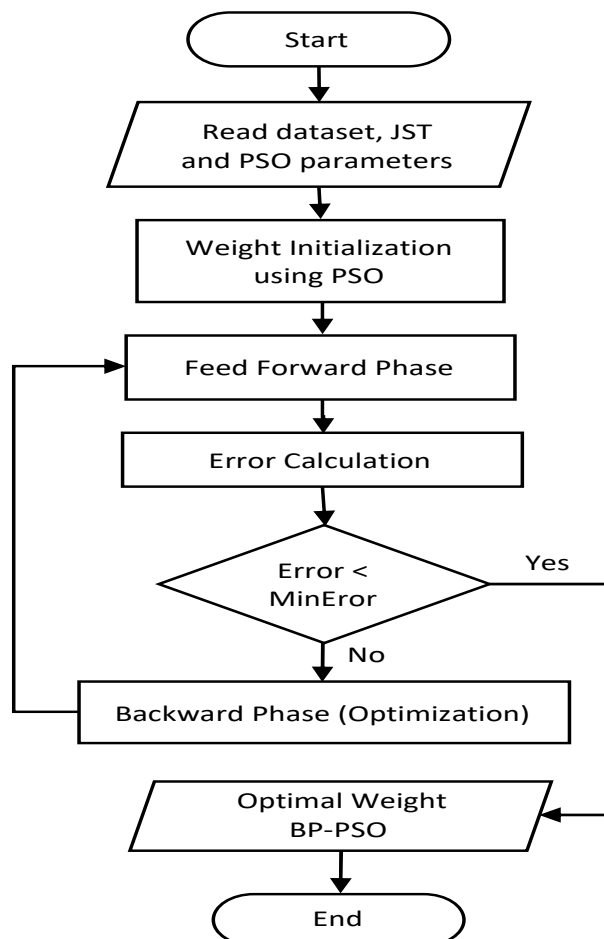 Start
Read dataset, JST
and PSO parameters
Weight Initialization
using PSO
Feed Forward Phase
Error Calculation
Error <
MinEror
Yes
No
Backward Phase (Optimization)
Optimal Weight
BP-PSO
End